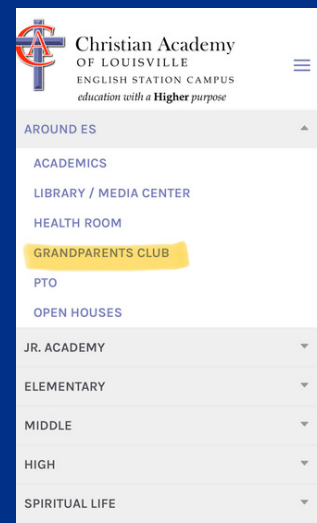 Christian Academy
OF LOUISVILLE
ENGLISH STATION CAMPUS
education with a Higher purpose
AROUND ES
ACADEMICS
LIBRARY / MEDIA CENTER
HEALTH ROOM
GRANDPARENTS CLUB
PTO
OPEN HOUSES
JR. ACADEMY
ELEMENTARY
MIDDLE
HIGH
SPIRITUAL LIFE